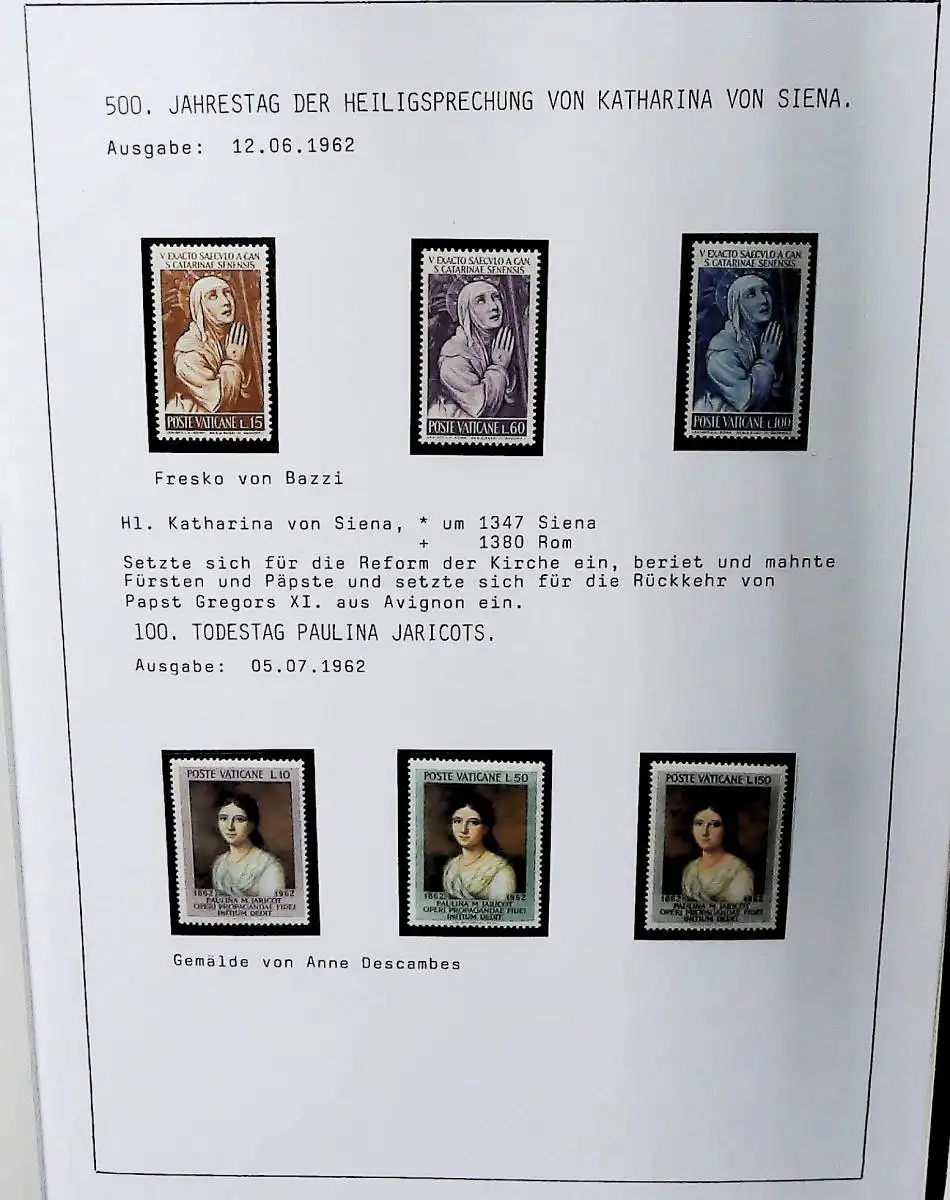 500. JAHRESTAG DER HEILIGSPRECHUNG VON KATHARINA VON SIENA.
Ausgabe: 12.06.1962
V EXACTO SAECVLO A CAN
S CATARINAE SENENSIS
POSTE VATICANE L.15
V EXACTO SAECVLO A CAN
S CATARINAE SENENSIS
POSTE VATICANE L.60
V EXACTO SAECVLO A CAN
S CATARINAE SENENSIS
POSTE VATICANE L.100
Fresko von Bazzi
Hl. Katharina von Siena, * um 1347 Siena
+ 1380 Rom
Setzte sich für die Reform der Kirche ein, beriet und mahnte
Fürsten und Päpste und setzte sich für die Rückkehr von
Papst Gregors XI. aus Avignon ein.
100. TODESTAG PAULINA JARICOTS.
Ausgabe: 05.07.1962
POSTE VATICANE L10
1862 1962
PAULINA M. JARICOT
OPERI PROPAGANDAE FIDEI
INITIUM DEDIT
POSTE VATICANE L50
1862 1962
PAULINA M. JARICOT
OPERI PROPAGANDAE FIDEI
INITIUM DEDIT
POSTE VATICANE L150
1862 1962
PAULINA M. JARICOT
OPERI PROPAGANDAE FIDEI
INITIUM DEDIT
Gemälde von Anne Descambes